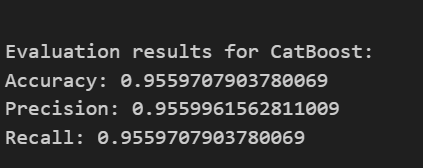 Evaluation results for CatBoost:
Accuracy: 0.9559707903780069
Precision: 0.9559961562811009
Recall: 0.9559707903780069